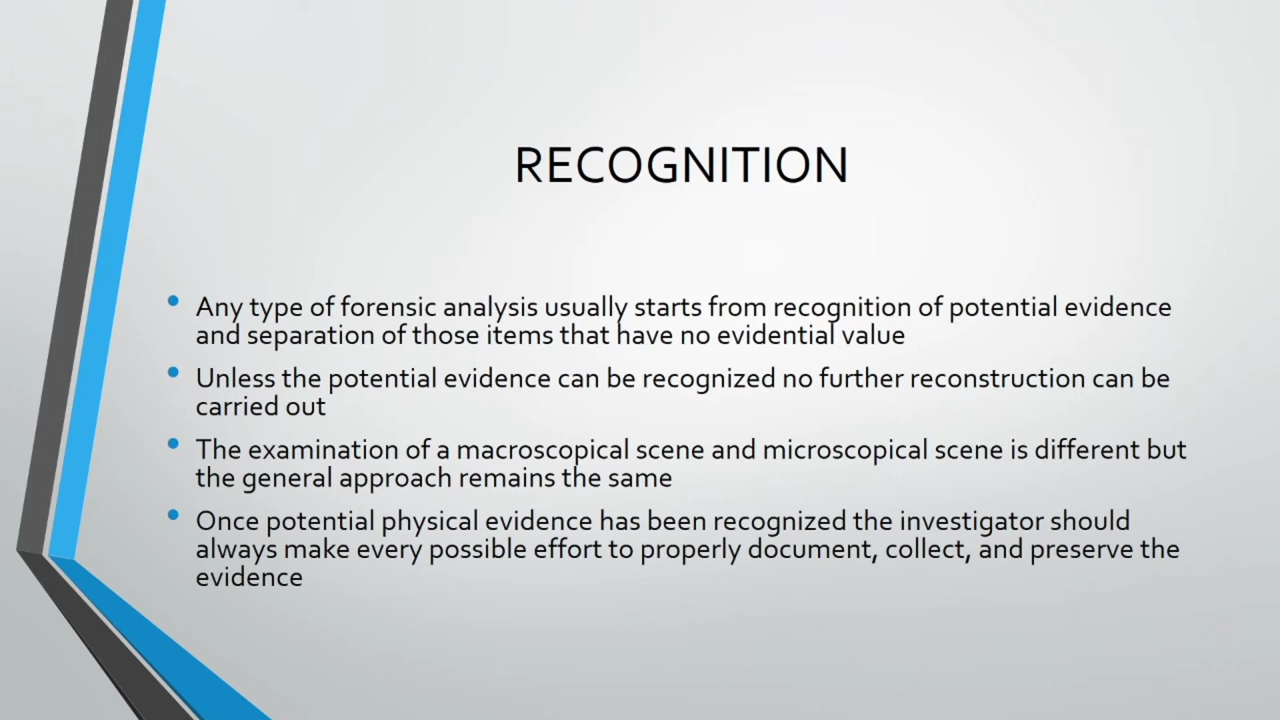 RECOGNITION
• Any type of forensic analysis usually starts from recognition of potential evidence
and separation of those items that have no evidential value
• Unless the potential evidence can be recognized no further reconstruction can be
carried out
• The examination of a macroscopical scene and microscopical scene is different but
the general approach remains the same
• Once potential physical evidence has been recognized the investigator should
always make every possible effort to properly document, collect, and preserve the
evidence